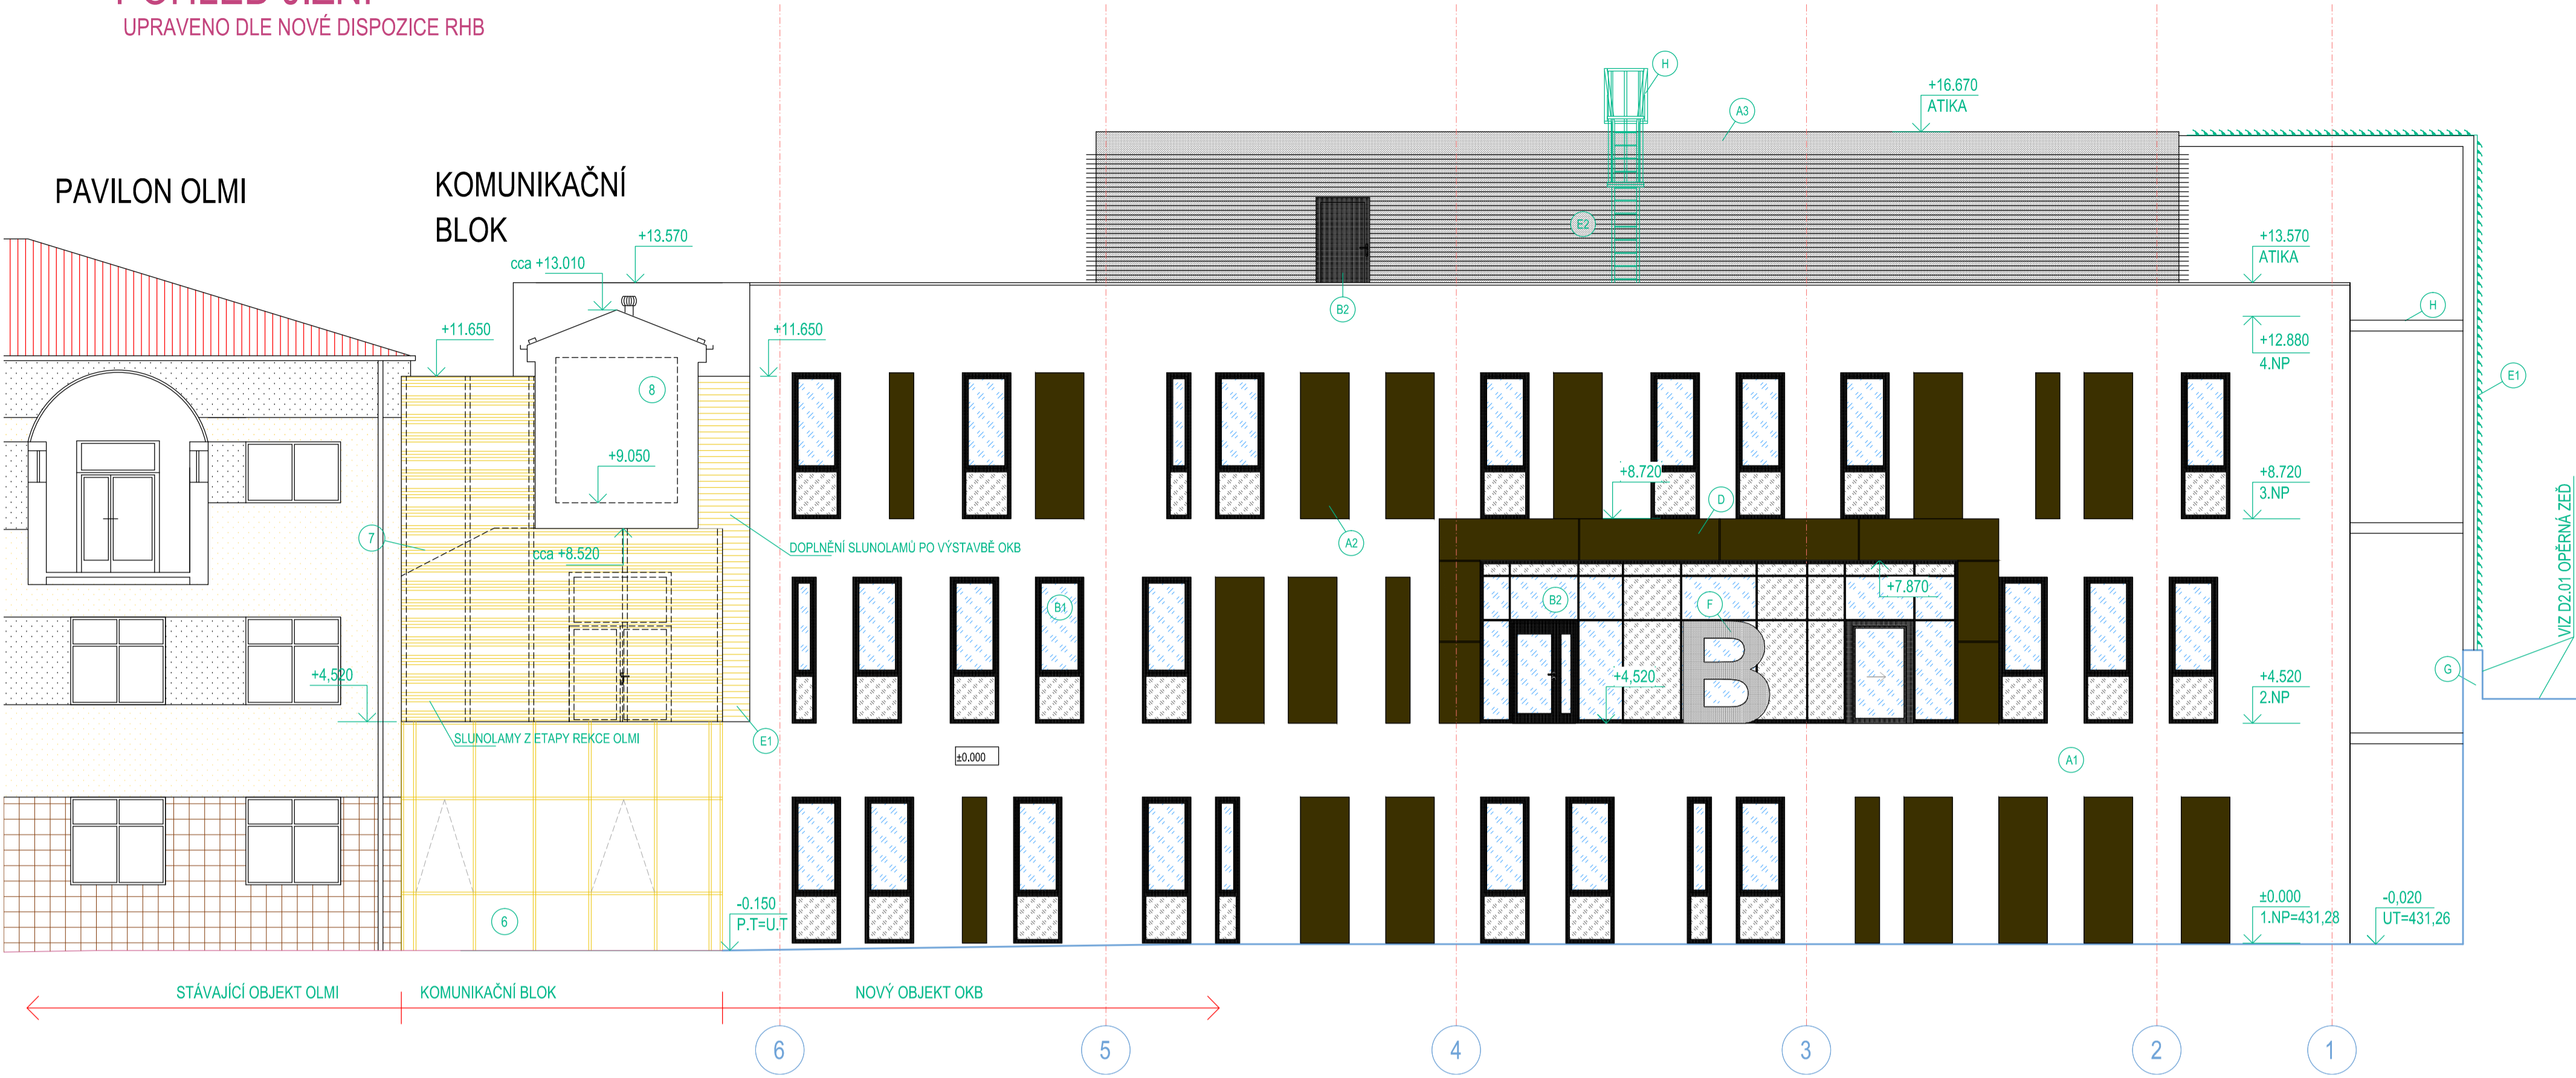 POHLED JIŽNÍ
UPRAVENO DLE NOVÉ DISPOZICE RHB
H
+16.670
ATIKA
A3
PAVILON OLMI
KOMUNIKAČNÍ
BLOK
+13.570
cca +13.010
E2
+13.570
ATIKA
B2
H
+11.650
+11.650
+12.880
4.NP
E1
8
+9.050
+8.720
+8.720
3.NP
D
7
cca +8.520
DOPLNĚNÍ SLUNOLAMŮ PO VÝSTAVBĚ OKB
A2
VIZ D2.01 OPĚRNÁ ZEĎ
+7.870
B1
B2
F
B
+4,520
+4,520
+4.520
2.NP
G
SLUNOLAMY Z ETAPY REKCE OLMI
E1
±0.000
A1
6
-0.150
P.T=U.T
±0.000
1.NP=431,28
-0,020
UT=431,26
STÁVAJÍCÍ OBJEKT OLMI
KOMUNIKAČNÍ BLOK
NOVÝ OBJEKT OKB
6
5
4
3
2
1